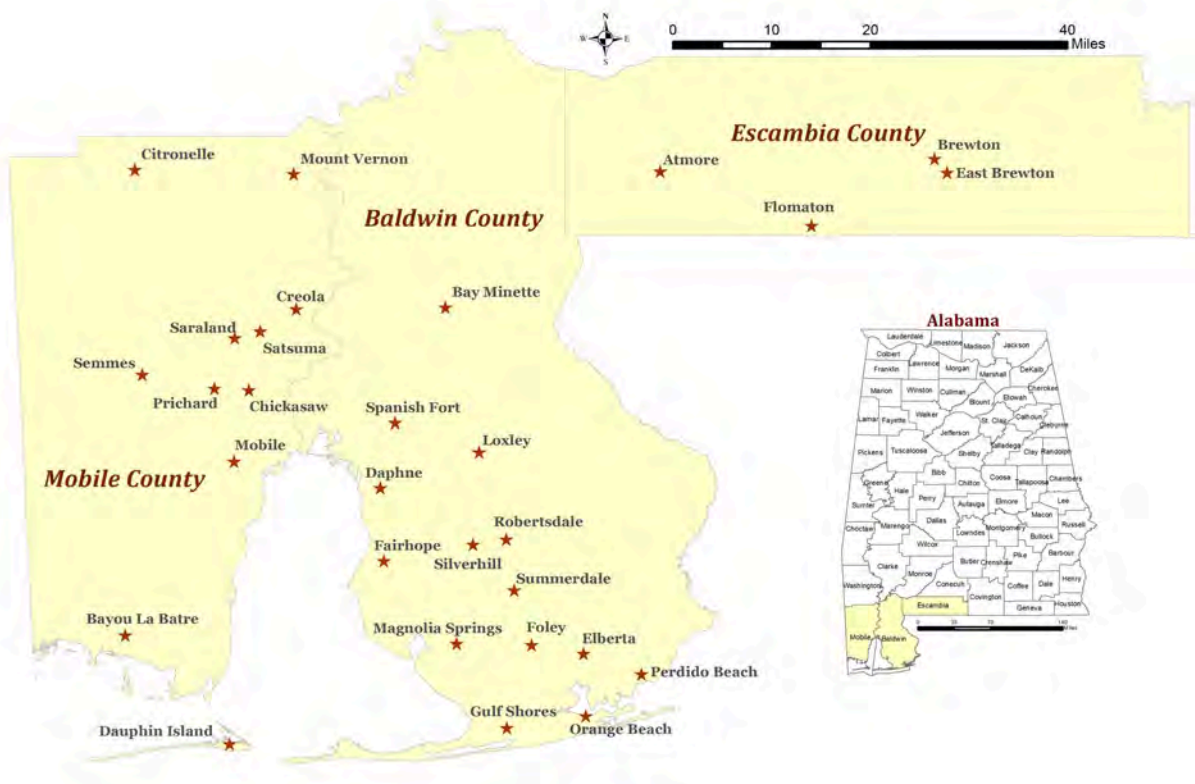 N
W E
S
0 10 20 40
Miles
Escambia County
Citronelle
Mount Vernon
Atmore
Brewton
East Brewton
Flomaton
Baldwin County
Creola
Bay Minette
Saraland
Satsuma
Semmes
Prichard
Chickasaw
Spanish Fort
Mobile
Loxley
Mobile County
Daphne
Robertsdale
Fairhope
Silverhill
Summerdale
Bayou La Batre
Magnolia Springs
Foley
Elberta
Perdido Beach
Gulf Shores
Orange Beach
Dauphin Island
Alabama
Lauderdale
Limestone
Madison
Jackson
Colbert
Lawrence
Franklin
Morgan
Marshall
DeKalb
Cherokee
Marion
Winston
Cullman
Blount
Etowah
Lamar
Fayette
Walker
St. Clair
Calhoun
Cleburne
Jefferson
Pickens
Tuscaloosa
Shelby
Talladega
Clay
Randolph
Bibb
Greene
Hale
Perry
Chilton
Coosa
Tallapoosa
Chambers
Sumter
Autauga
Elmore
Lee
Macon
Russell
Choctaw
Marengo
Dallas
Lowndes
Montgomery
Bullock
Wilcox
Clarke
Butler
Crenshaw
Pike
Barbour
Washington
Monroe
Conecuh
Covington
Coffee
Dale
Henry
Escambia
Geneva
Houston
Mobile
Baldwin
0 35 70 140
Miles